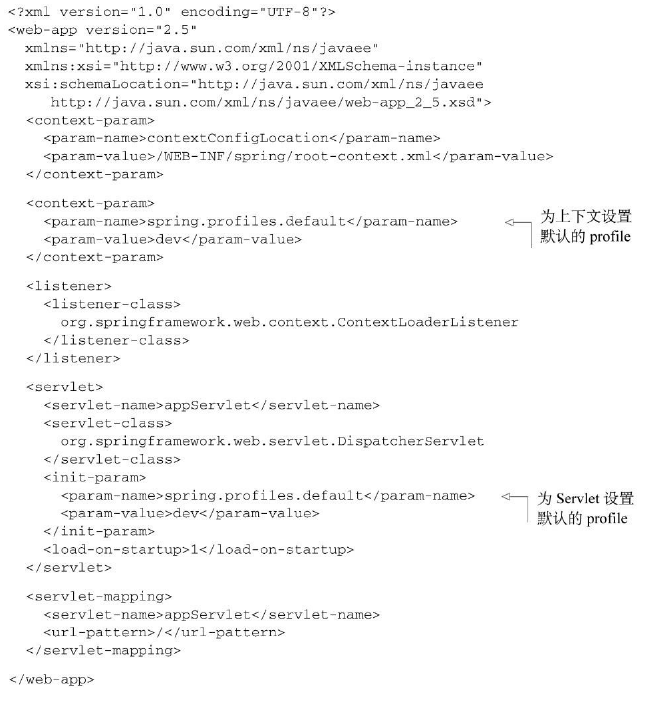 <?xml version="1.0" encoding="UTF-8"?>
<web-app version="2.5"
  xmlns="http://java.sun.com/xml/ns/javaee"
  xmlns:xsi="http://www.w3.org/2001/XMLSchema-instance"
  xsi:schemaLocation="http://java.sun.com/xml/ns/javaee
     http://java.sun.com/xml/ns/javaee/web-app_2_5.xsd">
  <context-param>
    <param-name>contextConfigLocation</param-name>
    <param-value>/WEB-INF/spring/root-context.xml</param-value>
  </context-param>
  <context-param>
    <param-name>spring.profiles.default</param-name>
    <param-value>dev</param-value>
  </context-param>
为上下文设置
默认的 profile
  <listener>
    <listener-class>
      org.springframework.web.context.ContextLoaderListener
    </listener-class>
  </listener>
  <servlet>
    <servlet-name>appServlet</servlet-name>
    <servlet-class>
      org.springframework.web.servlet.DispatcherServlet
    </servlet-class>
    <init-param>
      <param-name>spring.profiles.default</param-name>
      <param-value>dev</param-value>
    </init-param>
为 Servlet 设置
默认的 profile
    <load-on-startup>1</load-on-startup>
  </servlet>
  <servlet-mapping>
    <servlet-name>appServlet</servlet-name>
    <url-pattern>/</url-pattern>
  </servlet-mapping>
</web-app>